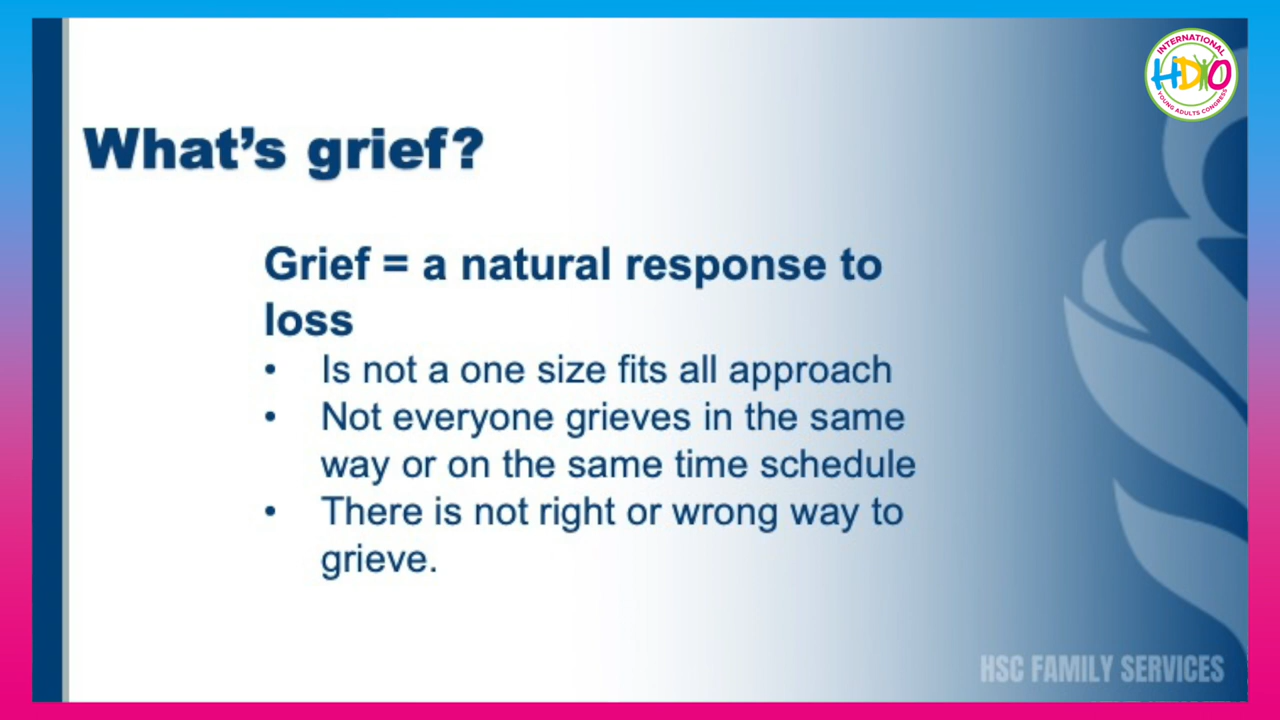 INTERNATIONAL
HDYO
YOUNG ADULTS CONGRESS
What's grief?
Grief = a natural response to
loss
• Is not a one size fits all approach
• Not everyone grieves in the same
way or on the same time schedule
• There is not right or wrong way to
grieve.
HSC FAMILY SERVICES